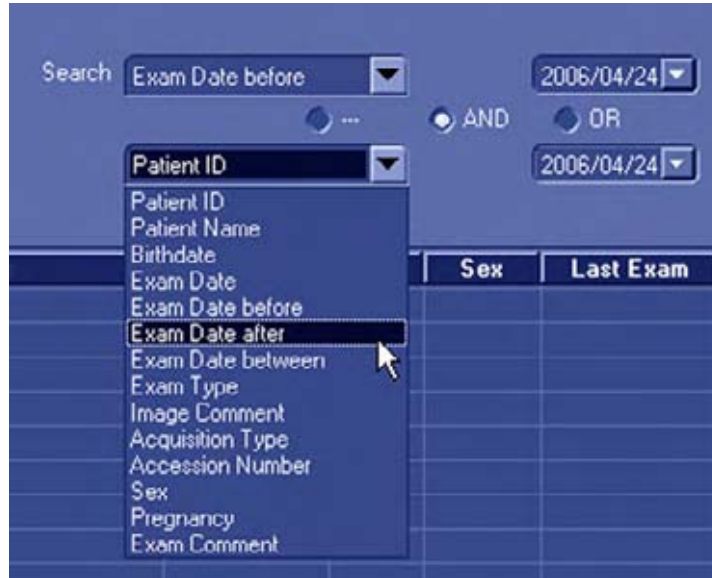 Search Exam Date before 2006/04/24
--- AND OR
Patient ID 2006/04/24
Patient ID
Patient Name
Birthdate
Exam Date
Exam Date before
Exam Date after
Exam Date between
Exam Type
Image Comment
Acquisition Type
Accession Number
Sex
Pregnancy
Exam Comment
Sex Last Exam